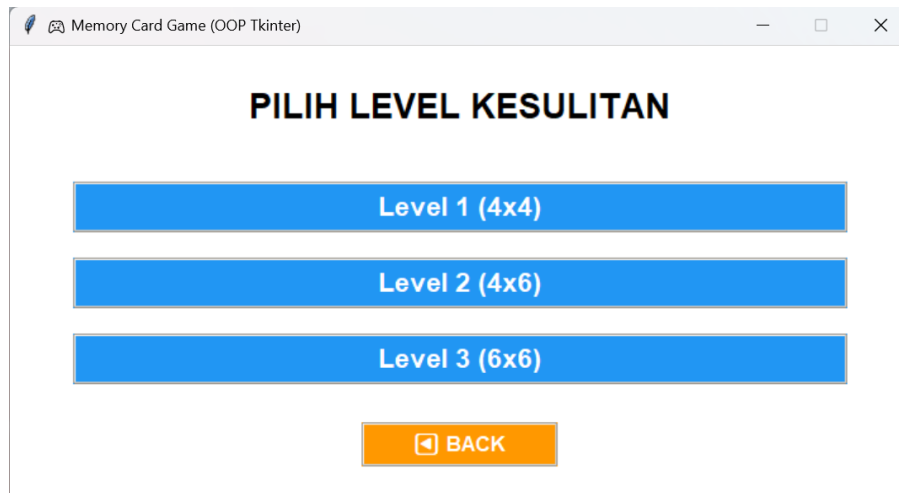 🎮 Memory Card Game (OOP Tkinter)
PILIH LEVEL KESULITAN
Level 1 (4x4)
Level 2 (4x6)
Level 3 (6x6)
◀ BACK